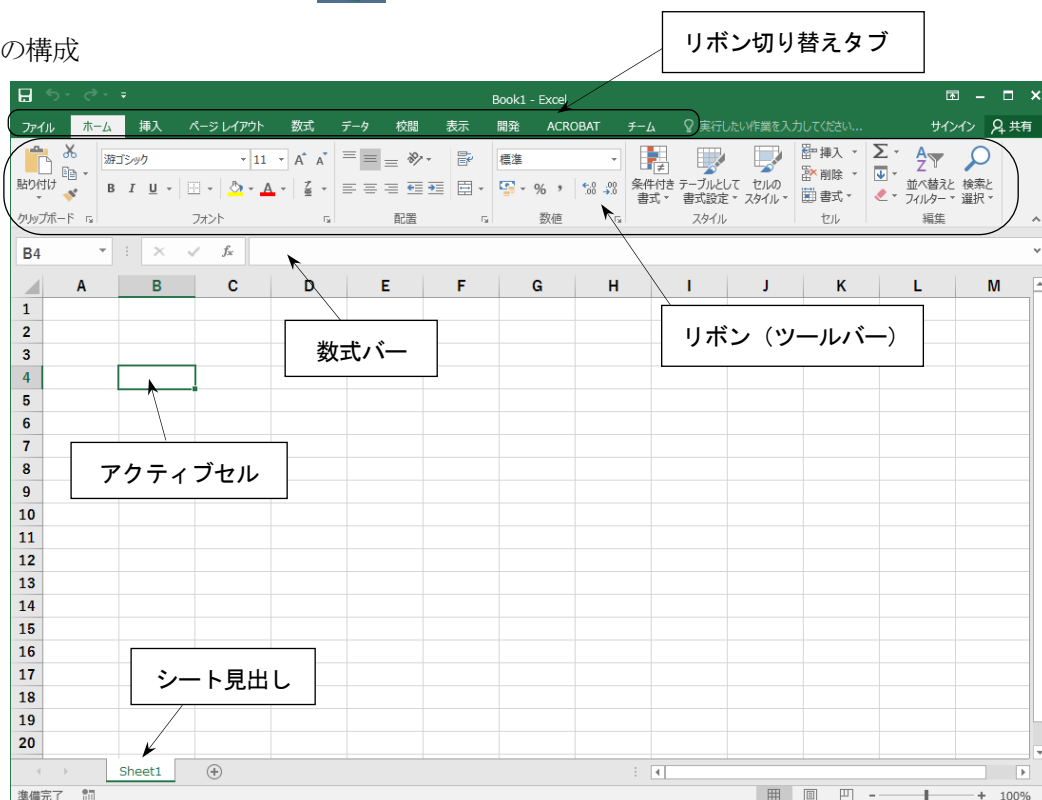 リボン切り替えタブ
の構成
Book1 - Excel
ファイル ホーム 挿入 ページ レイアウト 数式 データ 校閲 表示 開発 ACROBAT チーム 実行したい作業を入力してください... サインイン 共有
貼り付け
游ゴシック 11 A A
標準
B I U A
% ,
条件付き書式
テーブルとして書式設定
セルのスタイル
挿入
削除
書式
Σ
並べ替えと フィルター
検索と 選択
クリップボード フォント 配置 数値 スタイル セル 編集
B4 fx
A B C D E F G H I J K L M
1
2
3
数式バー
リボン（ツールバー）
4
5
6
7
8
アクティブセル
9
10
11
12
13
14
15
16
17
シート見出し
18
19
20
Sheet1
準備完了 100%